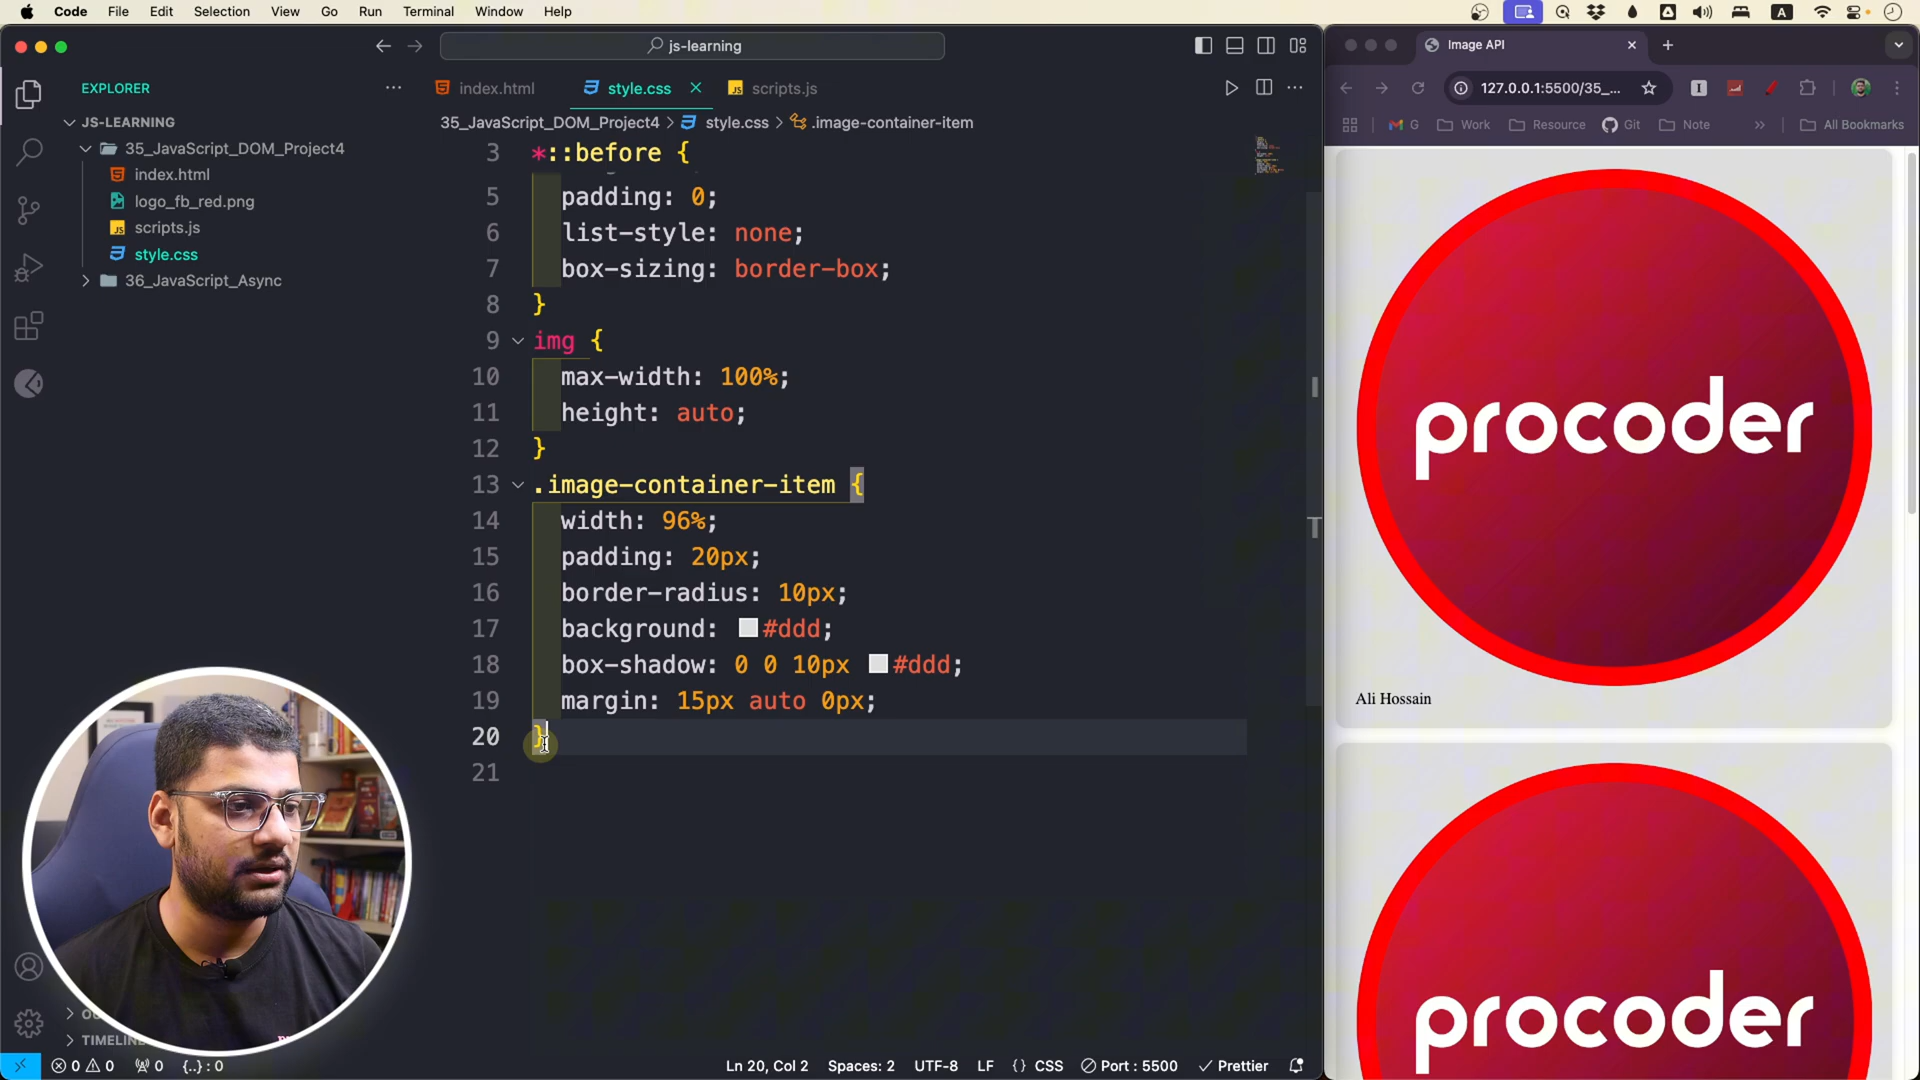 Code File Edit Selection View Go Run Terminal Window Help
js-learning
Image API
EXPLORER
index.html
style.css
scripts.js
127.0.0.1:5500/35_...
G
Work
Resource
Git
Note
All Bookmarks
JS-LEARNING
35_JavaScript_DOM_Project4
index.html
logo_fb_red.png
scripts.js
style.css
36_JavaScript_Async
35_JavaScript_DOM_Project4 > style.css > .image-container-item
3 *::before {
5 padding: 0;
6 list-style: none;
7 box-sizing: border-box;
8 }
9 img {
10 max-width: 100%;
11 height: auto;
12 }
13 .image-container-item {
14 width: 96%;
15 padding: 20px;
16 border-radius: 10px;
17 background: #ddd;
18 box-shadow: 0 0 10px #ddd;
19 margin: 15px auto 0px;
20 }
21
procoder
Ali Hossain
procoder
TIMELINE
0 0 0 {..} : 0
Ln 20, Col 2 Spaces: 2 UTF-8 LF {} CSS Port : 5500 Prettier